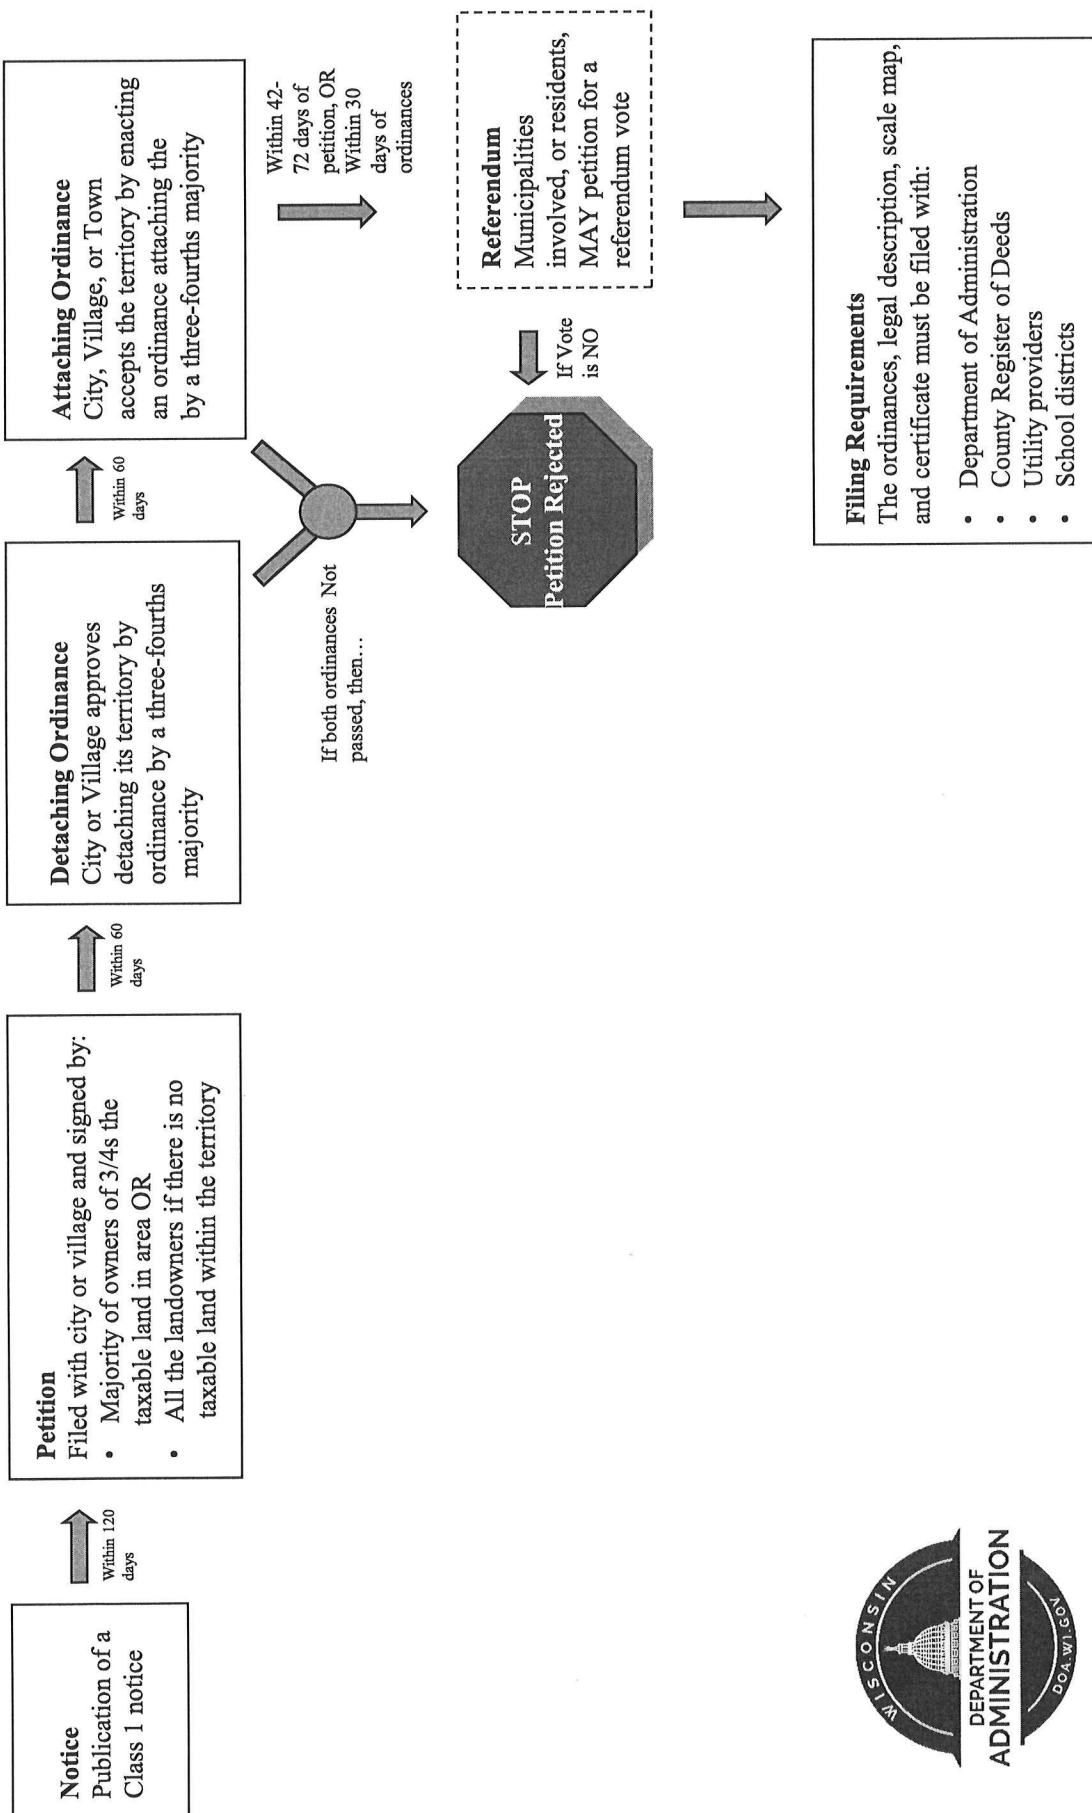 Notice
Publication of a
Class 1 notice
Within 120
days
Petition
Filed with city or village and signed by:
• Majority of owners of 3/4s the
taxable land in area OR
• All the landowners if there is no
taxable land within the territory
Within 60
days
Detaching Ordinance
City or Village approves
detaching its territory by
ordinance by a three-fourths
majority
Within 60
days
Attaching Ordinance
City, Village, or Town
accepts the territory by enacting
an ordinance attaching the
by a three-fourths majority
If both ordinances Not
passed, then…
Within 42-
72 days of
petition, OR
Within 30
days of
ordinances
STOP
Petition Rejected
If Vote
is NO
Referendum
Municipalities
involved, or residents,
MAY petition for a
referendum vote
Filing Requirements
The ordinances, legal description, scale map,
and certificate must be filed with:
• Department of Administration
• County Register of Deeds
• Utility providers
• School districts
WISCONSIN
DEPARTMENT OF
ADMINISTRATION
DOA.WI.GOV